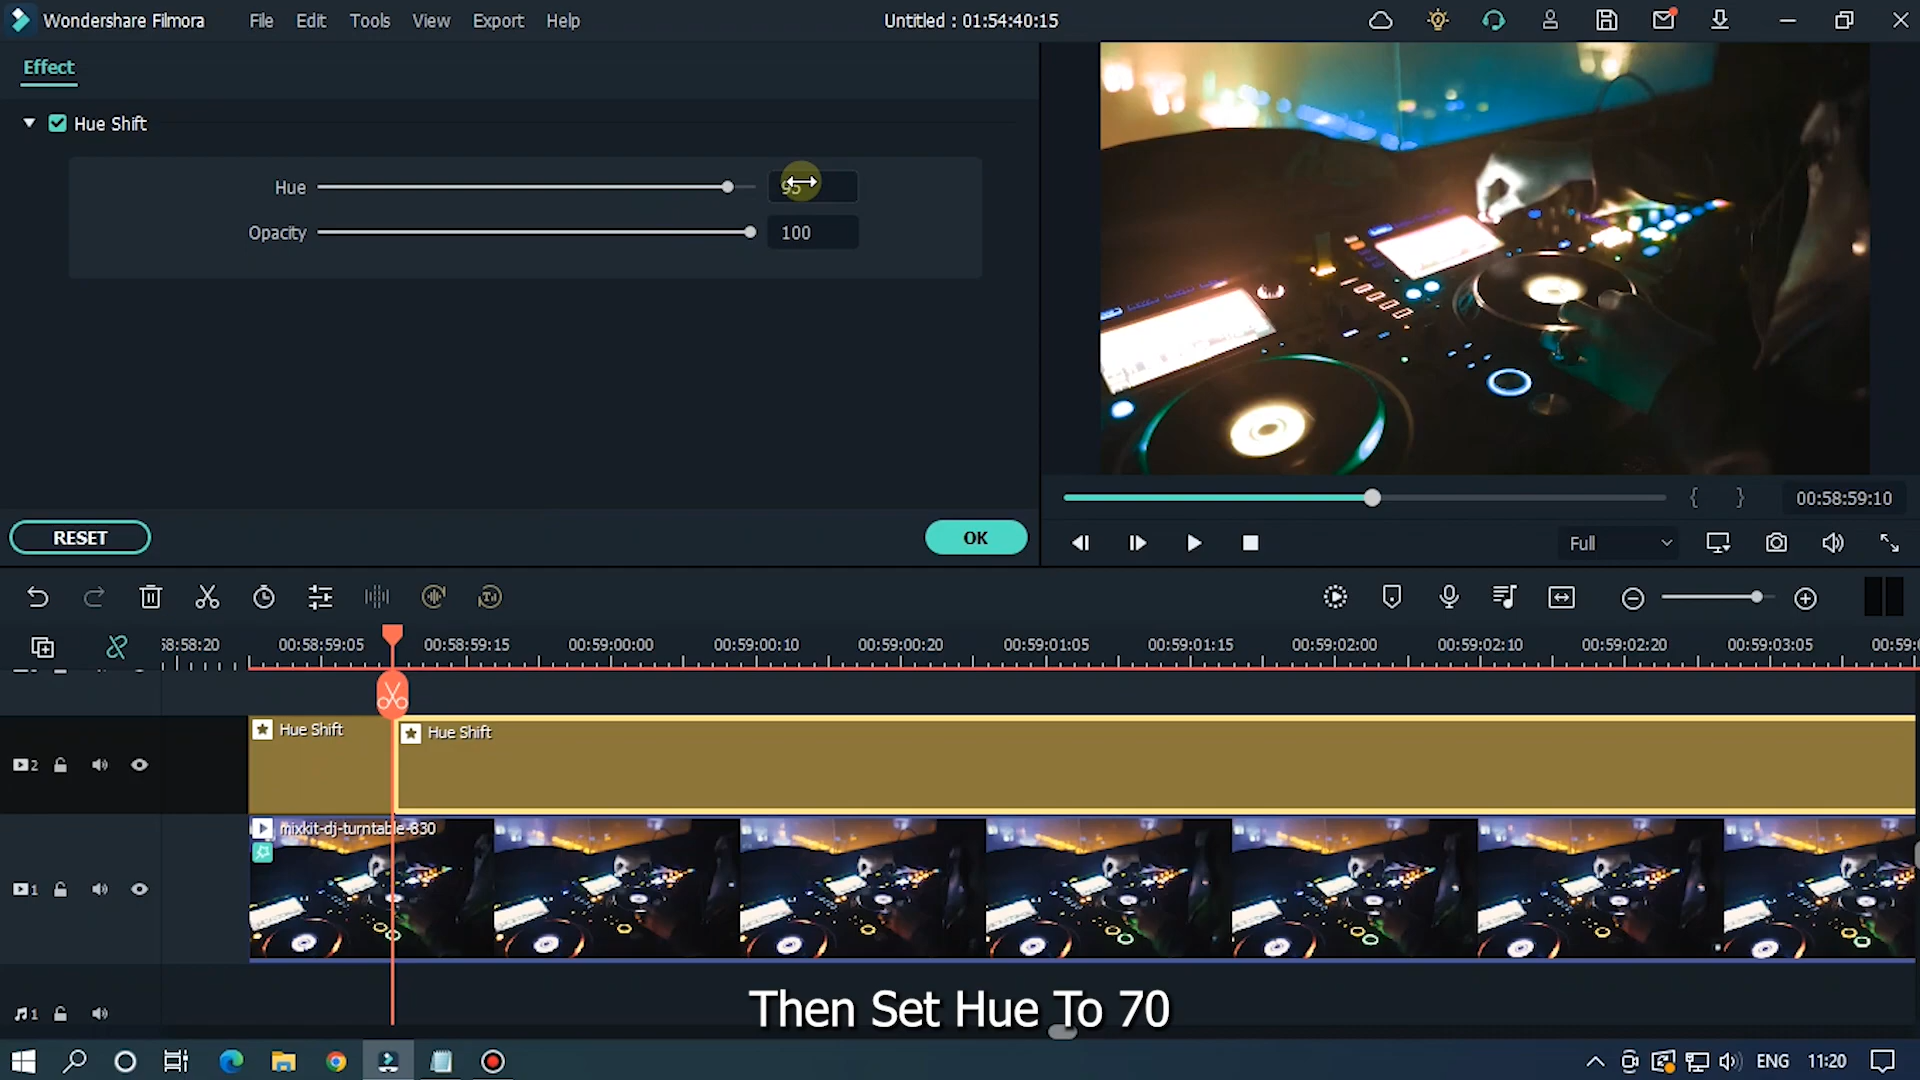 Wondershare Filmora
File Edit Tools View Export Help
Untitled : 01:54:40:15
Effect
Hue Shift
Hue 95
Opacity 100
RESET
OK
00:58:59:10
Full
58:58:20 00:58:59:05 00:58:59:15 00:59:00:00 00:59:00:10 00:59:00:20 00:59:01:05 00:59:01:15 00:59:02:00 00:59:02:10 00:59:02:20 00:59:03:05 00:59:0
Hue Shift
Hue Shift
2
mixkit-dj-turntable-830
1
1
Then Set Hue To 70
ENG 11:20